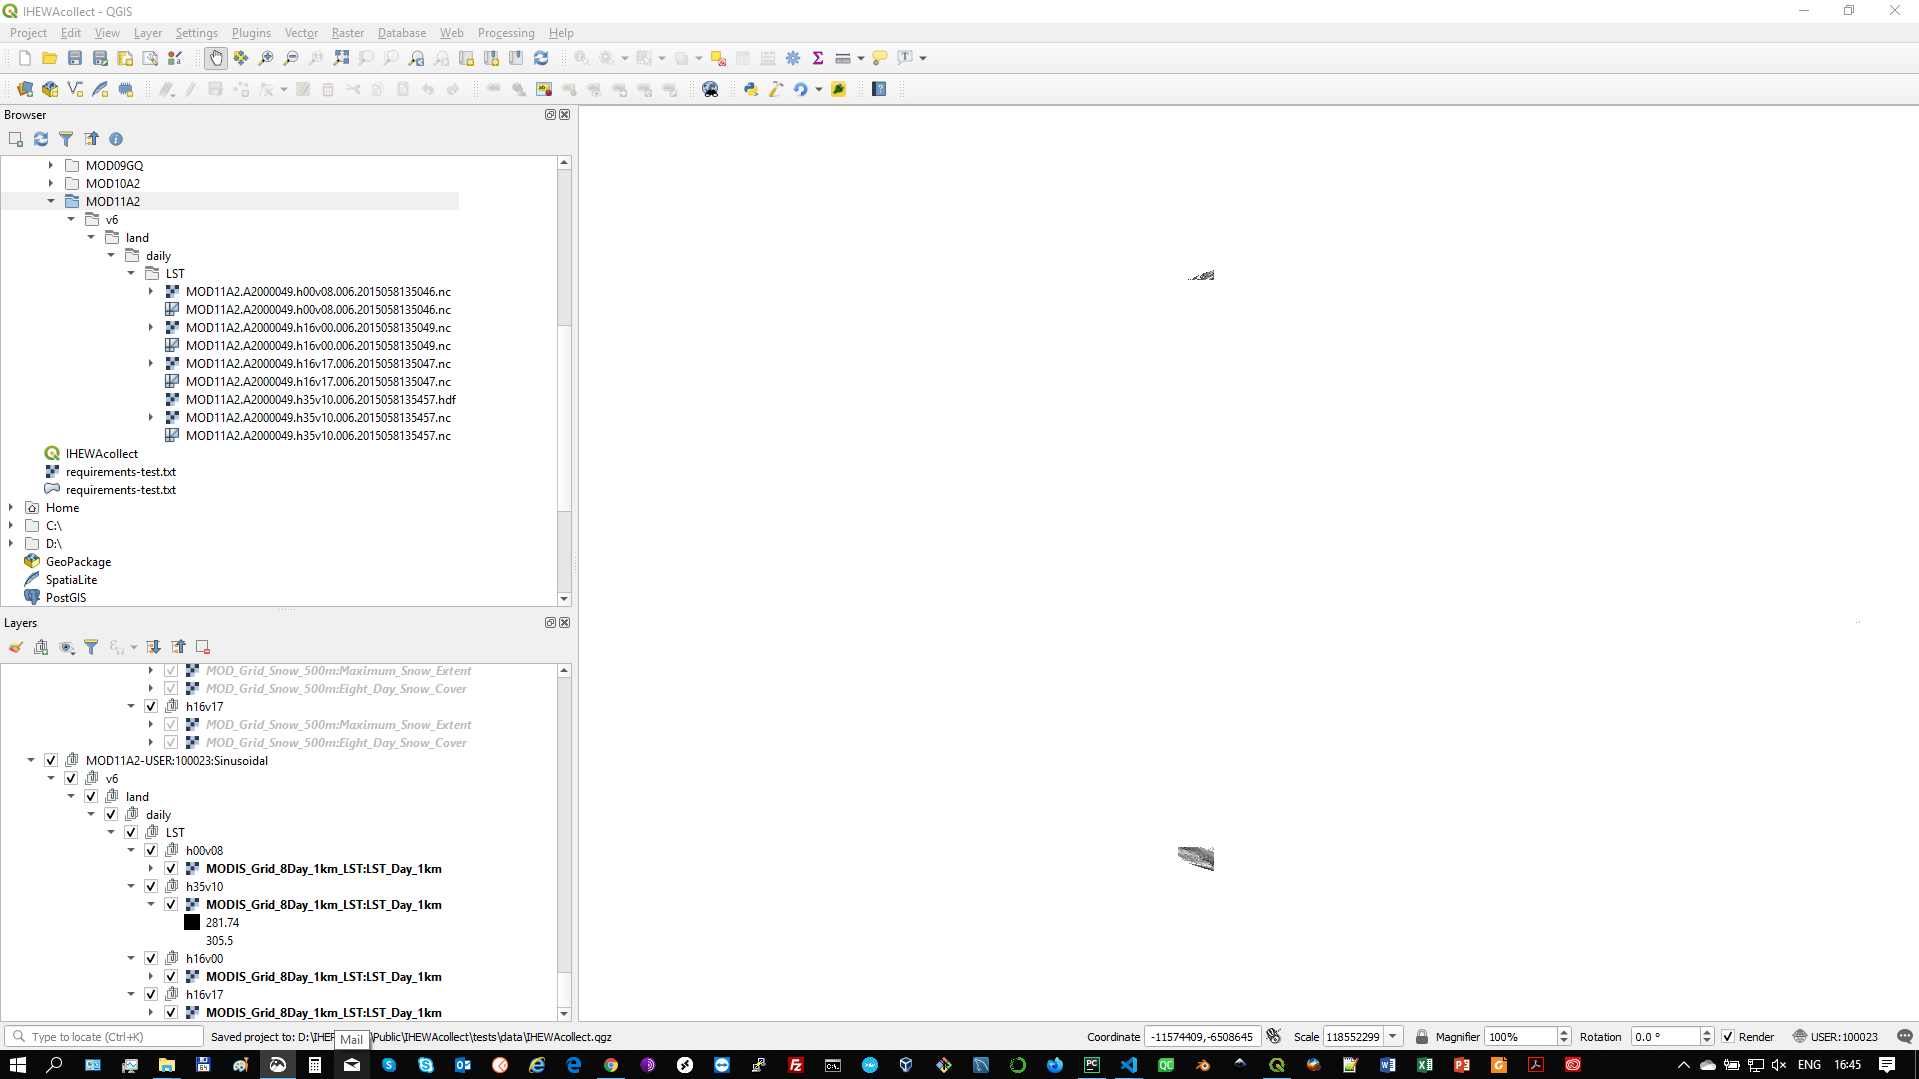 IHEWAcollect - QGIS
Project Edit View Layer Settings Plugins Vector Raster Database Web Processing Help
Browser
MOD09GQ
MOD10A2
MOD11A2
v6
land
daily
LST
MOD11A2.A2000049.h00v08.006.2015058135046.nc
MOD11A2.A2000049.h00v08.006.2015058135046.nc
MOD11A2.A2000049.h16v00.006.2015058135049.nc
MOD11A2.A2000049.h16v00.006.2015058135049.nc
MOD11A2.A2000049.h16v17.006.2015058135047.nc
MOD11A2.A2000049.h16v17.006.2015058135047.nc
MOD11A2.A2000049.h35v10.006.2015058135457.hdf
MOD11A2.A2000049.h35v10.006.2015058135457.nc
MOD11A2.A2000049.h35v10.006.2015058135457.nc
IHEWAcollect
requirements-test.txt
requirements-test.txt
Home
C:\
D:\
GeoPackage
SpatiaLite
PostGIS
Layers
MOD_Grid_Snow_500m:Maximum_Snow_Extent
MOD_Grid_Snow_500m:Eight_Day_Snow_Cover
h16v17
MOD_Grid_Snow_500m:Maximum_Snow_Extent
MOD_Grid_Snow_500m:Eight_Day_Snow_Cover
MOD11A2-USER:100023:Sinusoidal
v6
land
daily
LST
h00v08
MODIS_Grid_8Day_1km_LST:LST_Day_1km
h35v10
MODIS_Grid_8Day_1km_LST:LST_Day_1km
281.74
305.5
h16v00
MODIS_Grid_8Day_1km_LST:LST_Day_1km
h16v17
MODIS_Grid_8Day_1km_LST:LST_Day_1km
Type to locate (Ctrl+K) Saved project to: D:\IHE Public\IHEWAcollect\tests\data\IHEWAcollect.qgz Coordinate -11574409,-6508645 Scale 118552299 Magnifier 100% Rotation 0.0 ° Render USER:100023
Mail
ENG 16:45